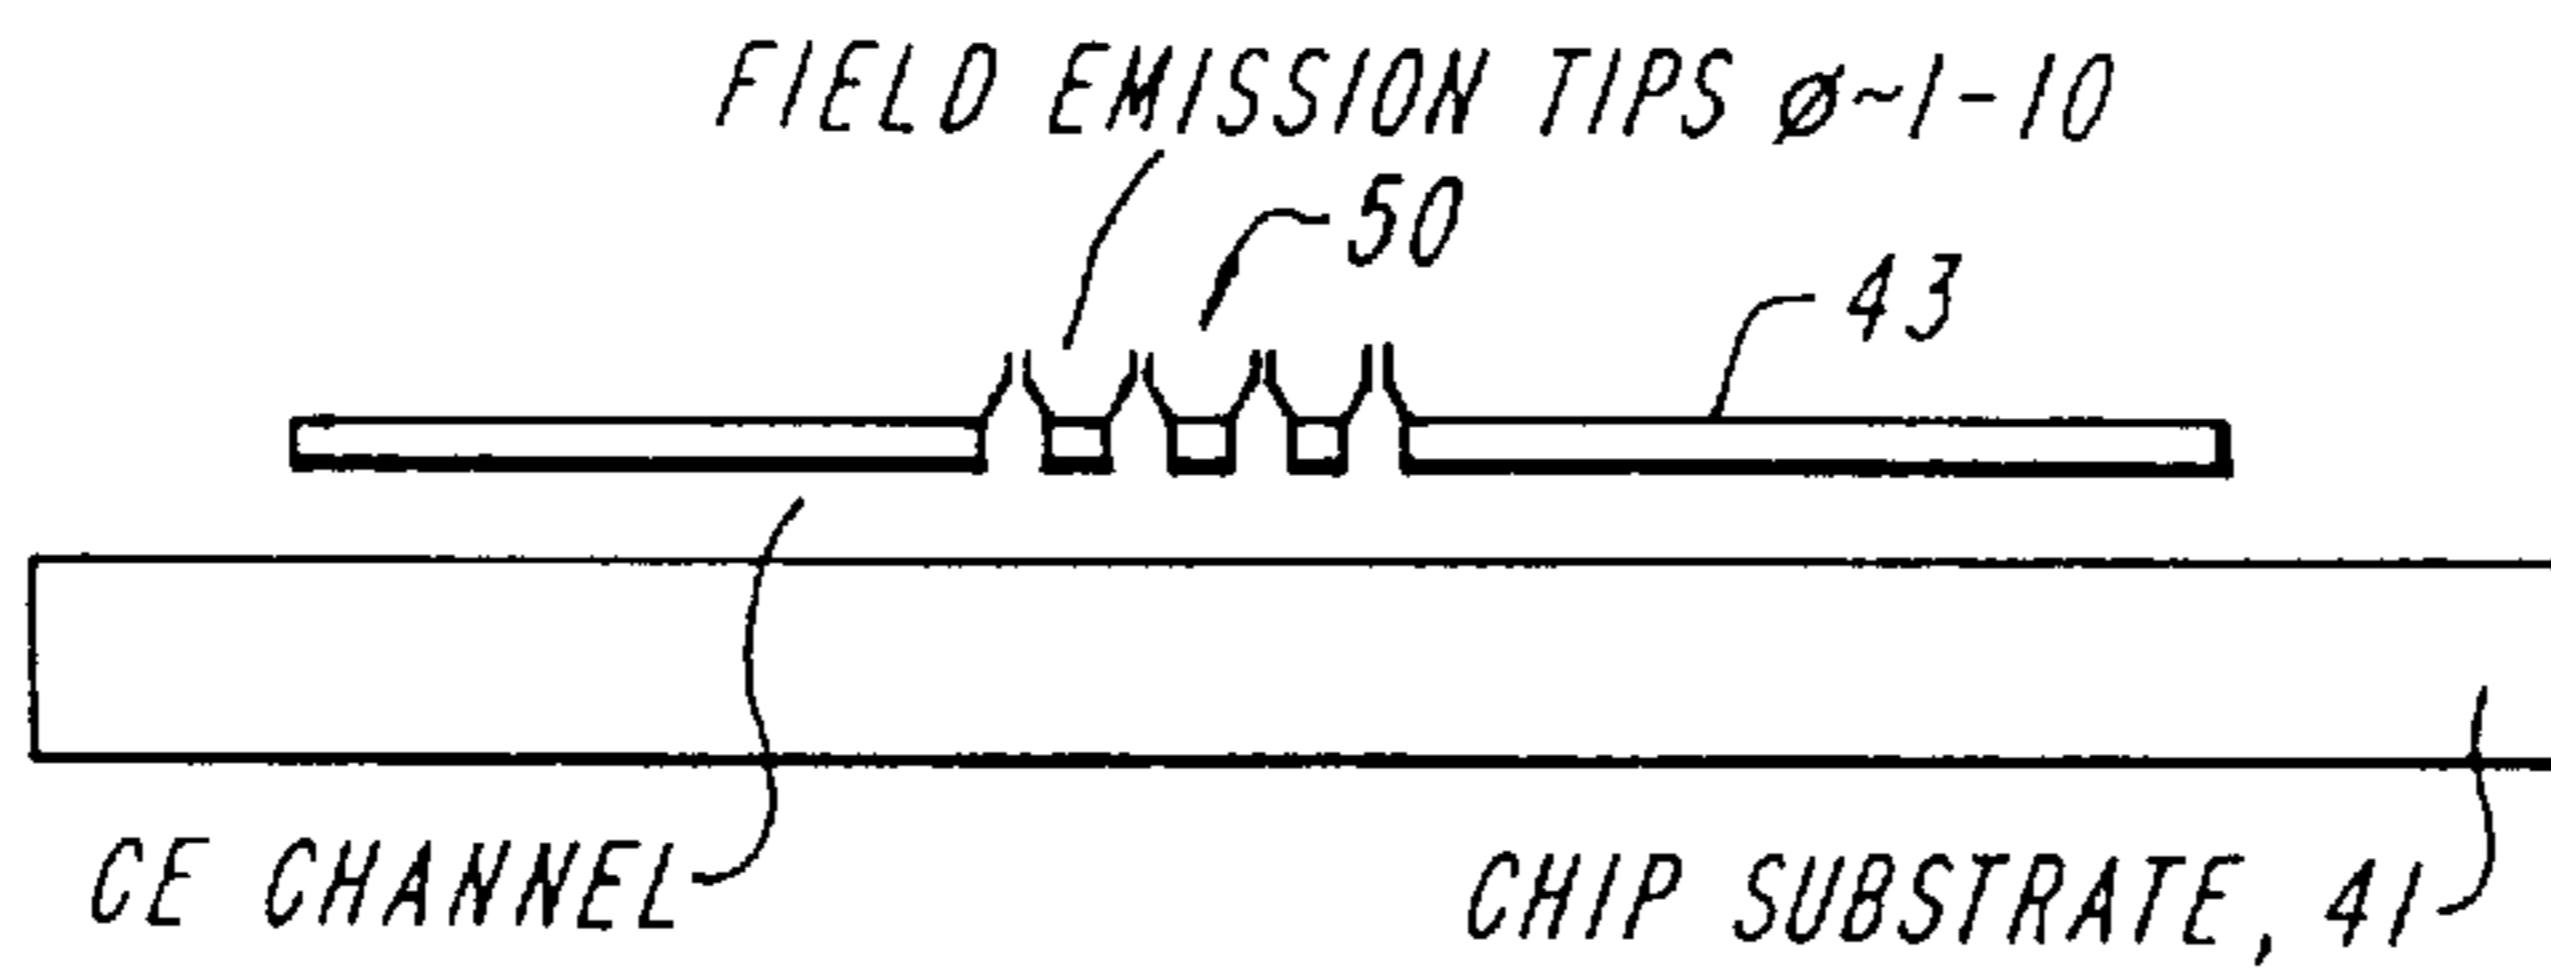 FIELD EMISSION TIPS ø~1-10
50
43
CE CHANNEL
CHIP SUBSTRATE, 41